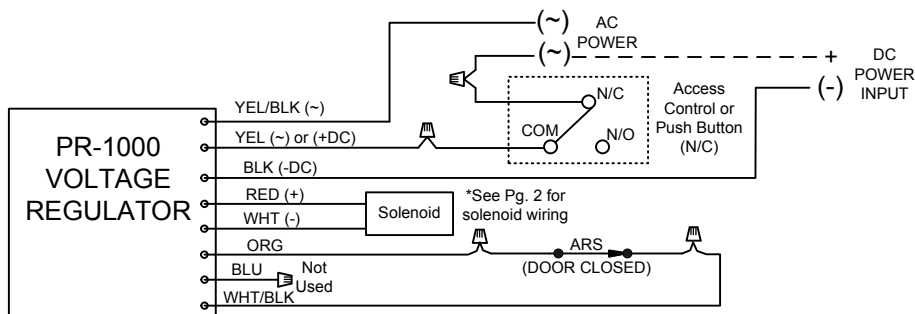 (~) AC
POWER
(~)
+ DC
POWER
INPUT
(-)
N/C
COM
N/O
Access
Control or
Push Button
(N/C)
PR-1000
VOLTAGE
REGULATOR
YEL/BLK (~)
YEL (~) or (+DC)
BLK (-DC)
RED (+)
WHT (-)
Solenoid
*See Pg. 2 for
solenoid wiring
ORG
ARS
(DOOR CLOSED)
BLU
Not
Used
WHT/BLK